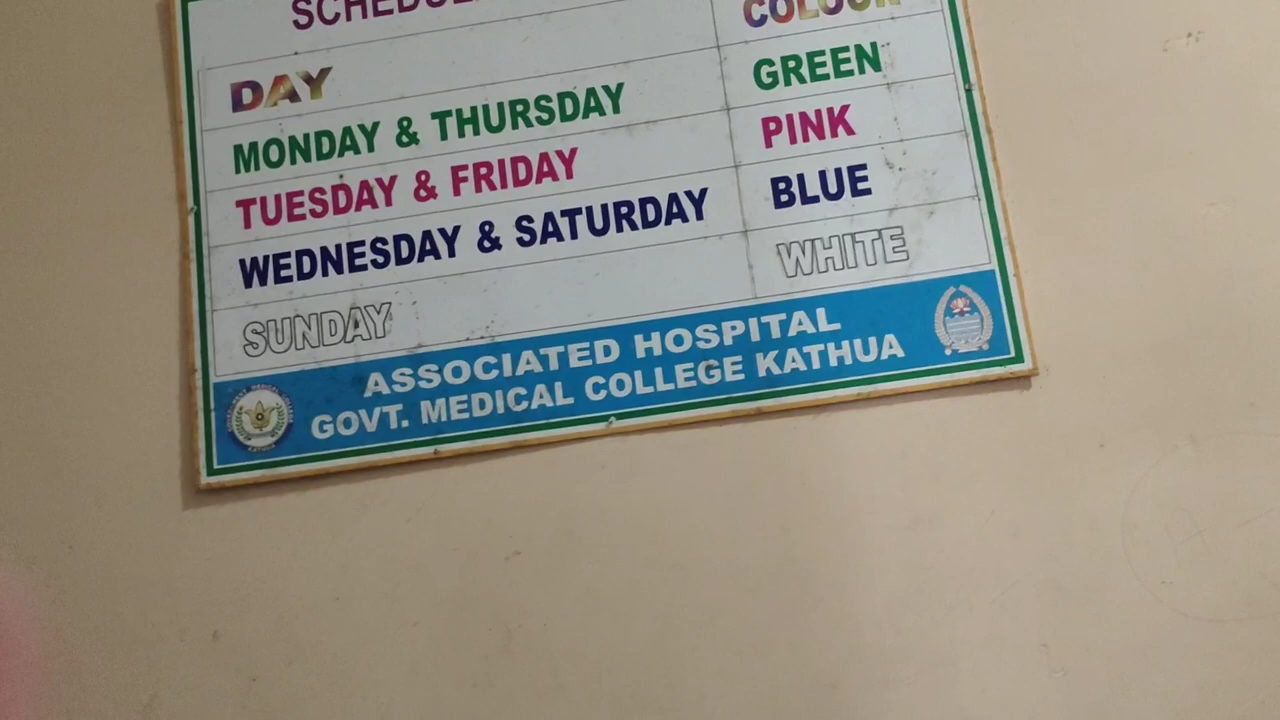 COLOUR
DAY
MONDAY & THURSDAY GREEN
TUESDAY & FRIDAY PINK
WEDNESDAY & SATURDAY BLUE
SUNDAY WHITE
ASSOCIATED HOSPITAL
GOVT. MEDICAL COLLEGE KATHUA